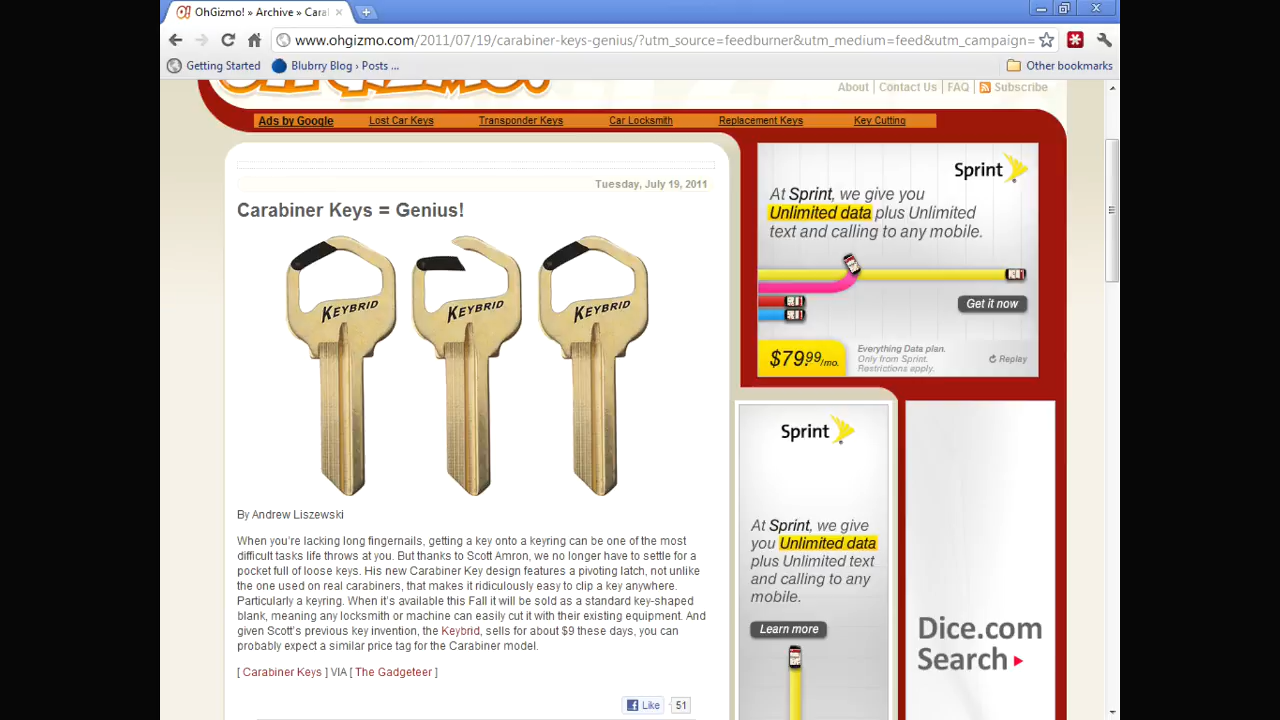 OhGizmo! » Archive » Caral
www.ohgizmo.com/2011/07/19/carabiner-keys-genius/?utm_source=feedburner&utm_medium=feed&utm_campaign=
Getting Started
Blubrry Blog › Posts ...
Other bookmarks
About | Contact Us | FAQ | Subscribe
Ads by Google
Lost Car Keys
Transponder Keys
Car Locksmith
Replacement Keys
Key Cutting
Tuesday, July 19, 2011
Carabiner Keys = Genius!
KEYBRID
KEYBRID
KEYBRID
By Andrew Liszewski
When you're lacking long fingernails, getting a key onto a keyring can be one of the most
difficult tasks life throws at you. But thanks to Scott Amron, we no longer have to settle for a
pocket full of loose keys. His new Carabiner Key design features a pivoting latch, not unlike
the one used on real carabiners, that makes it ridiculously easy to clip a key anywhere.
Particularly a keyring. When it's available this Fall it will be sold as a standard key-shaped
blank, meaning any locksmith or machine can easily cut it with their existing equipment. And
given Scott's previous key invention, the Keybrid, sells for about $9 these days, you can
probably expect a similar price tag for the Carabiner model.
[ Carabiner Keys ] VIA [ The Gadgeteer ]
Like
51
Sprint
At Sprint, we give you
Unlimited data plus Unlimited
text and calling to any mobile.
Get it now
$79.99/mo.
Everything Data plan.
Only from Sprint.
Restrictions apply.
Replay
Sprint
At Sprint, we give
you Unlimited data
plus Unlimited text
and calling to any
mobile.
Learn more
Dice.com
Search